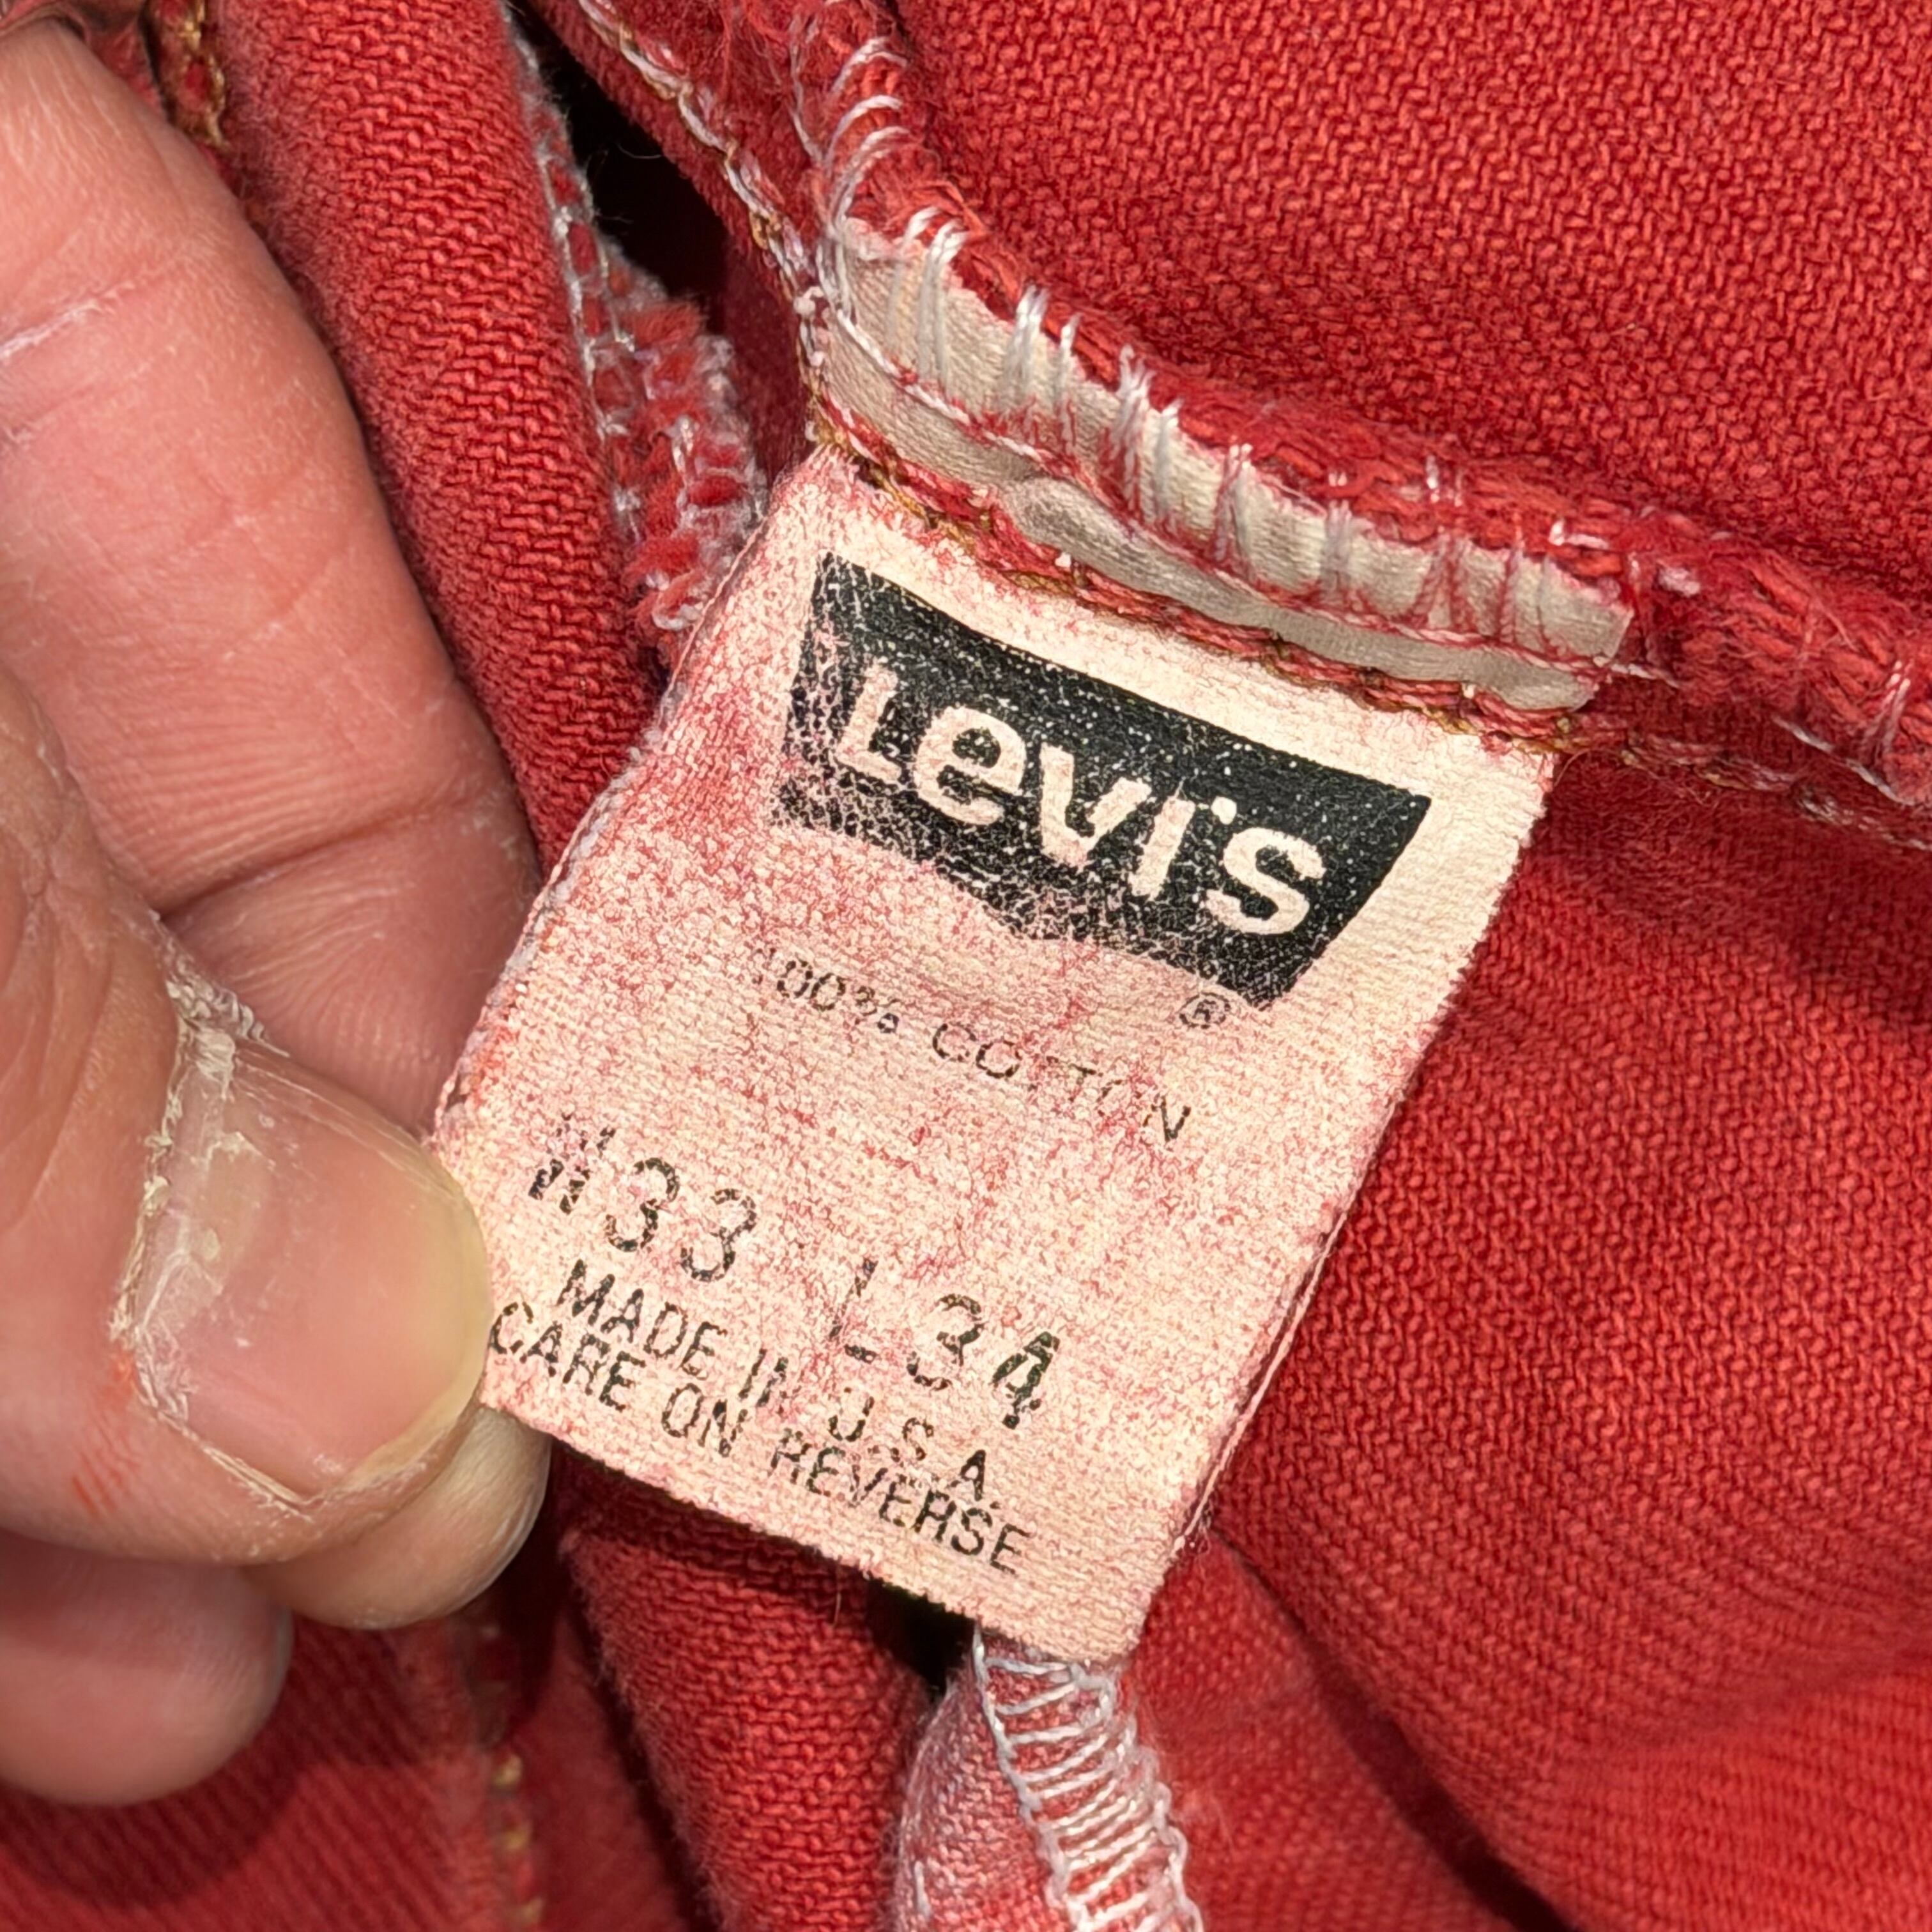 Levi's
®
100% COTTON
W33 L34
MADE IN U.S.A.
CARE ON REVERSE